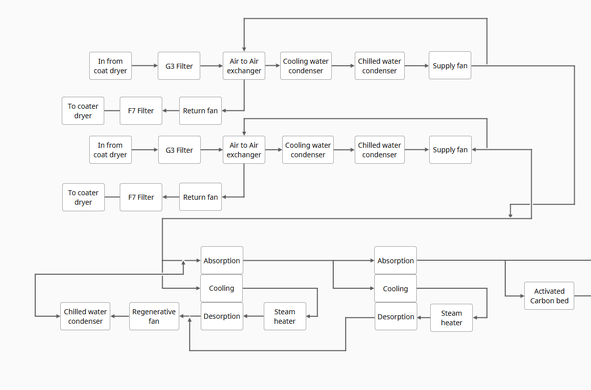 In from
coat dryer
G3 Filter
Air to Air
exchanger
Cooling water
condenser
Chilled water
condenser
Supply fan
To coater
dryer
F7 Filter
Return fan
In from
coat dryer
G3 Filter
Air to Air
exchanger
Cooling water
condenser
Chilled water
condenser
Supply fan
To coater
dryer
F7 Filter
Return fan
Absorption
Cooling
Desorption
Chilled water
condenser
Regenerative
fan
Steam
heater
Absorption
Cooling
Desorption
Steam
heater
Activated
Carbon bed